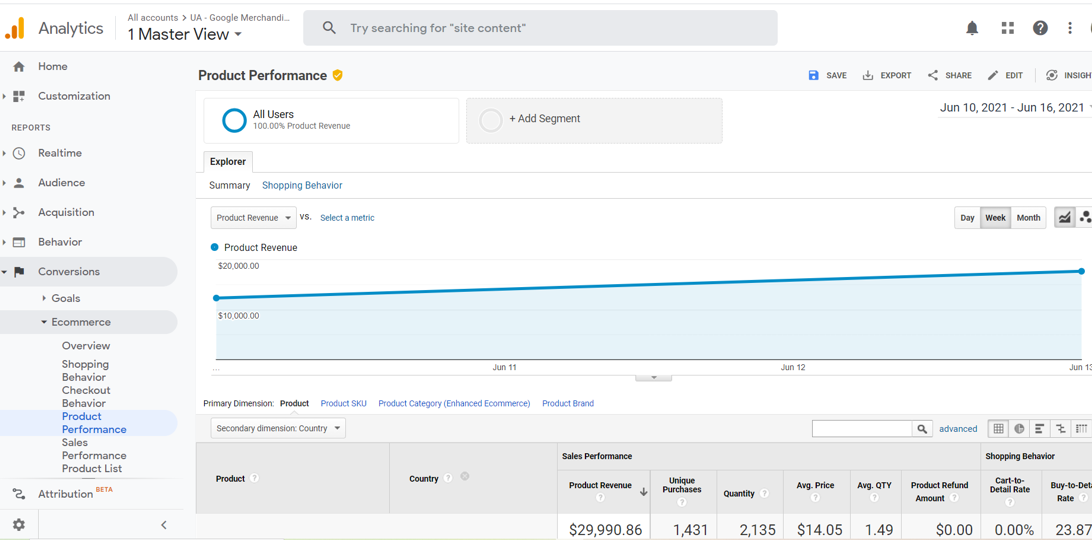 All accounts > UA - Google Merchandi...
Analytics
1 Master View
Try searching for "site content"
Home
Customization
REPORTS
Realtime
Audience
Acquisition
Behavior
Conversions
Goals
Ecommerce
Overview
Shopping
Behavior
Checkout
Behavior
Product
Performance
Sales
Performance
Product List
Attribution BETA
Product Performance
SAVE
EXPORT
SHARE
EDIT
INSIGH
All Users
100.00% Product Revenue
+ Add Segment
Jun 10, 2021 - Jun 16, 2021
Explorer
Summary Shopping Behavior
Product Revenue VS. Select a metric
Day Week Month
Product Revenue
$20,000.00
$10,000.00
... Jun 11 Jun 12 Jun 13
Primary Dimension: Product Product SKU Product Category (Enhanced Ecommerce) Product Brand
Secondary dimension: Country
advanced
Product ?
Country ?
Sales Performance
Shopping Behavior
Product Revenue ?
Unique Purchases ?
Quantity ?
Avg. Price ?
Avg. QTY ?
Product Refund Amount ?
Cart-to-Detail Rate ?
Buy-to-Deta Rate ?
$29,990.86 1,431 2,135 $14.05 1.49 $0.00 0.00% 23.87